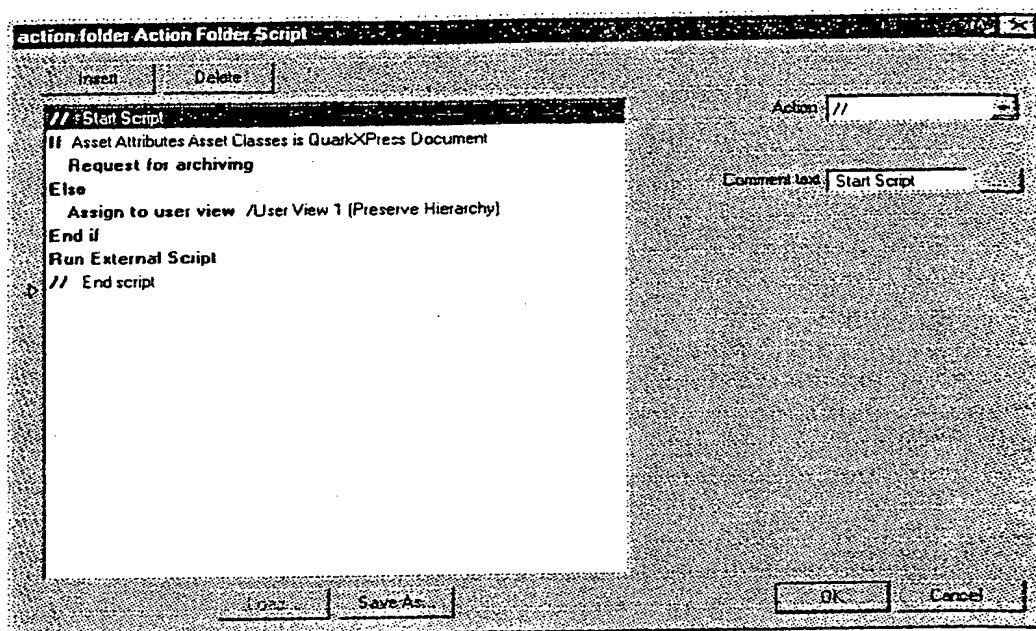 action folder Action Folder Script
Insert Delete
// Start Script
If Asset Attributes Asset Classes is QuarkXPress Document
Request for archiving
Else
Assign to user view /User View 1 (Preserve Hierarchy)
End if
Run External Script
// End script
Action //
Comment text Start Script
Load... Save As...
OK Cancel